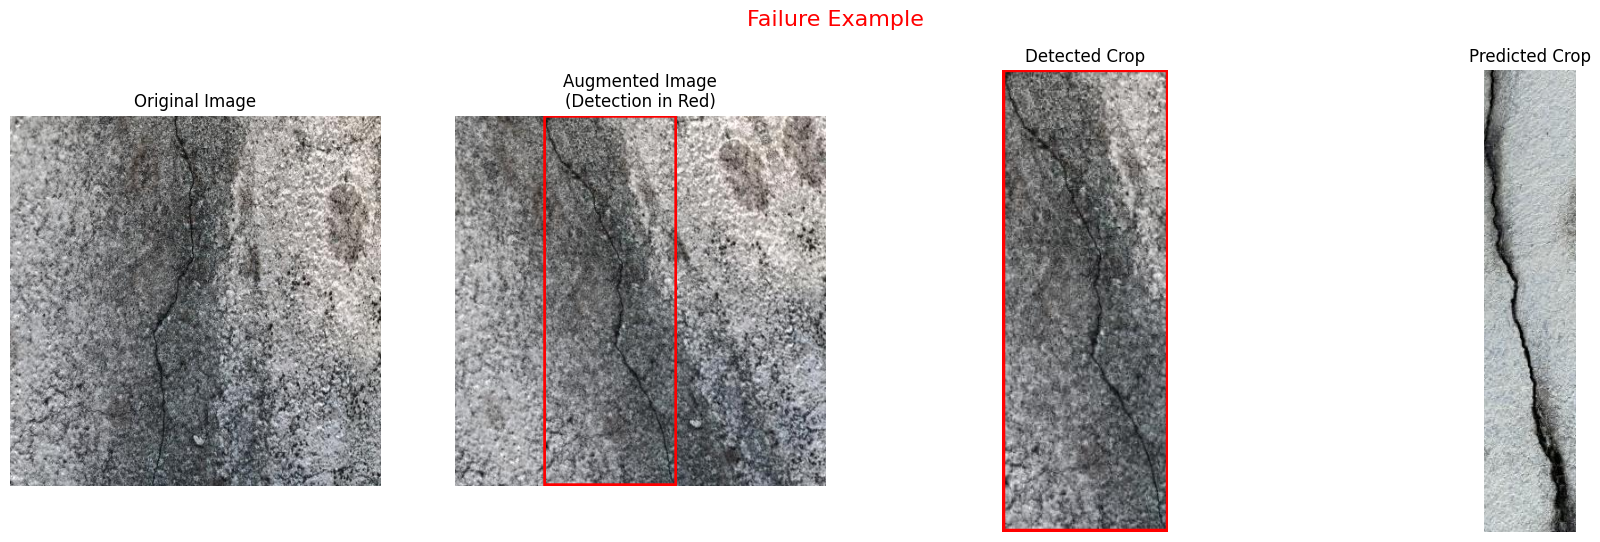 Failure Example
Original Image
Augmented Image
(Detection in Red)
Detected Crop
Predicted Crop